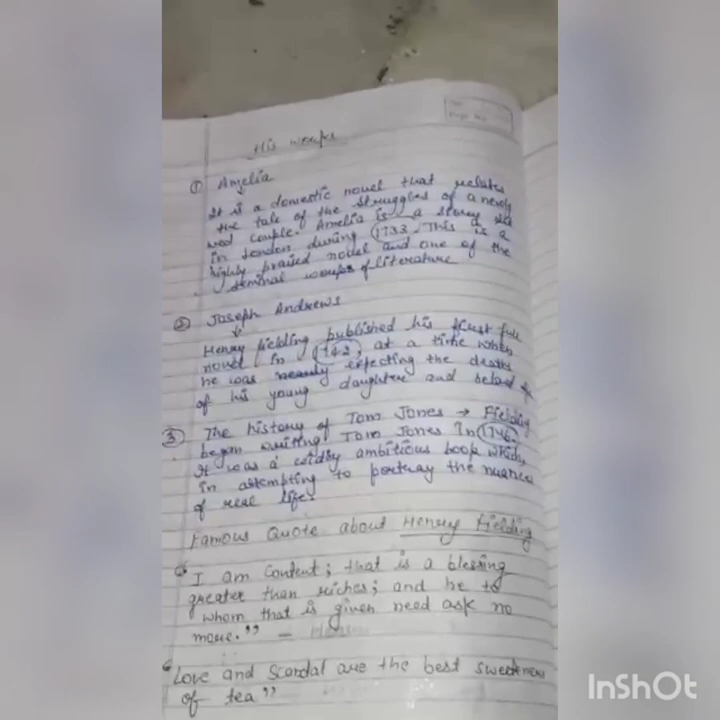 His works
① Amelia
It is a domestic novel that relates
the tale of the struggles of a newly
wed couple. Amelia is a story set
in London during 1733. This is a
highly praised novel and one of the
seminal works of literature
② Joseph Andrews
Henry Fielding published his first full
novel in 1742, at a time when
he was nearly expecting the death
of his young daughter and
③ The history of Tom Jones → Fielding
began writing Tom Jones in 1746.
It was a wildly ambitious book which,
in attempting to portray the nuances
of real life.
Famous Quote about Henry Fielding
"I am content; that is a blessing
greater than riches; and he to
whom that is given need ask no
more." –
"Love and Scandal are the best sweetners
of tea"
InShOt